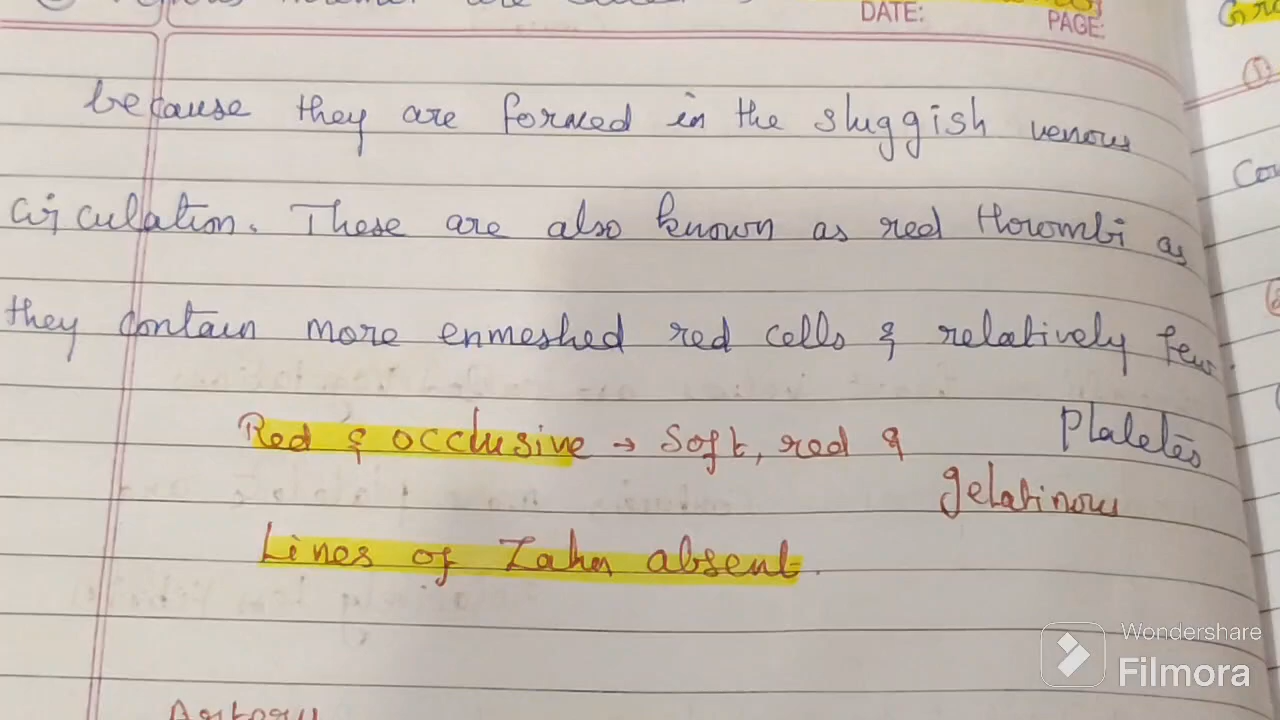 DATE:
PAGE:
because they are formed in the sluggish venous
circulation. These are also known as red thrombi as
they contain more enmeshed red cells & relatively few
platelets
Red & occlusive → Soft, red &
gelatinous
Lines of Zahn absent.
Artery
Wondershare
Filmora